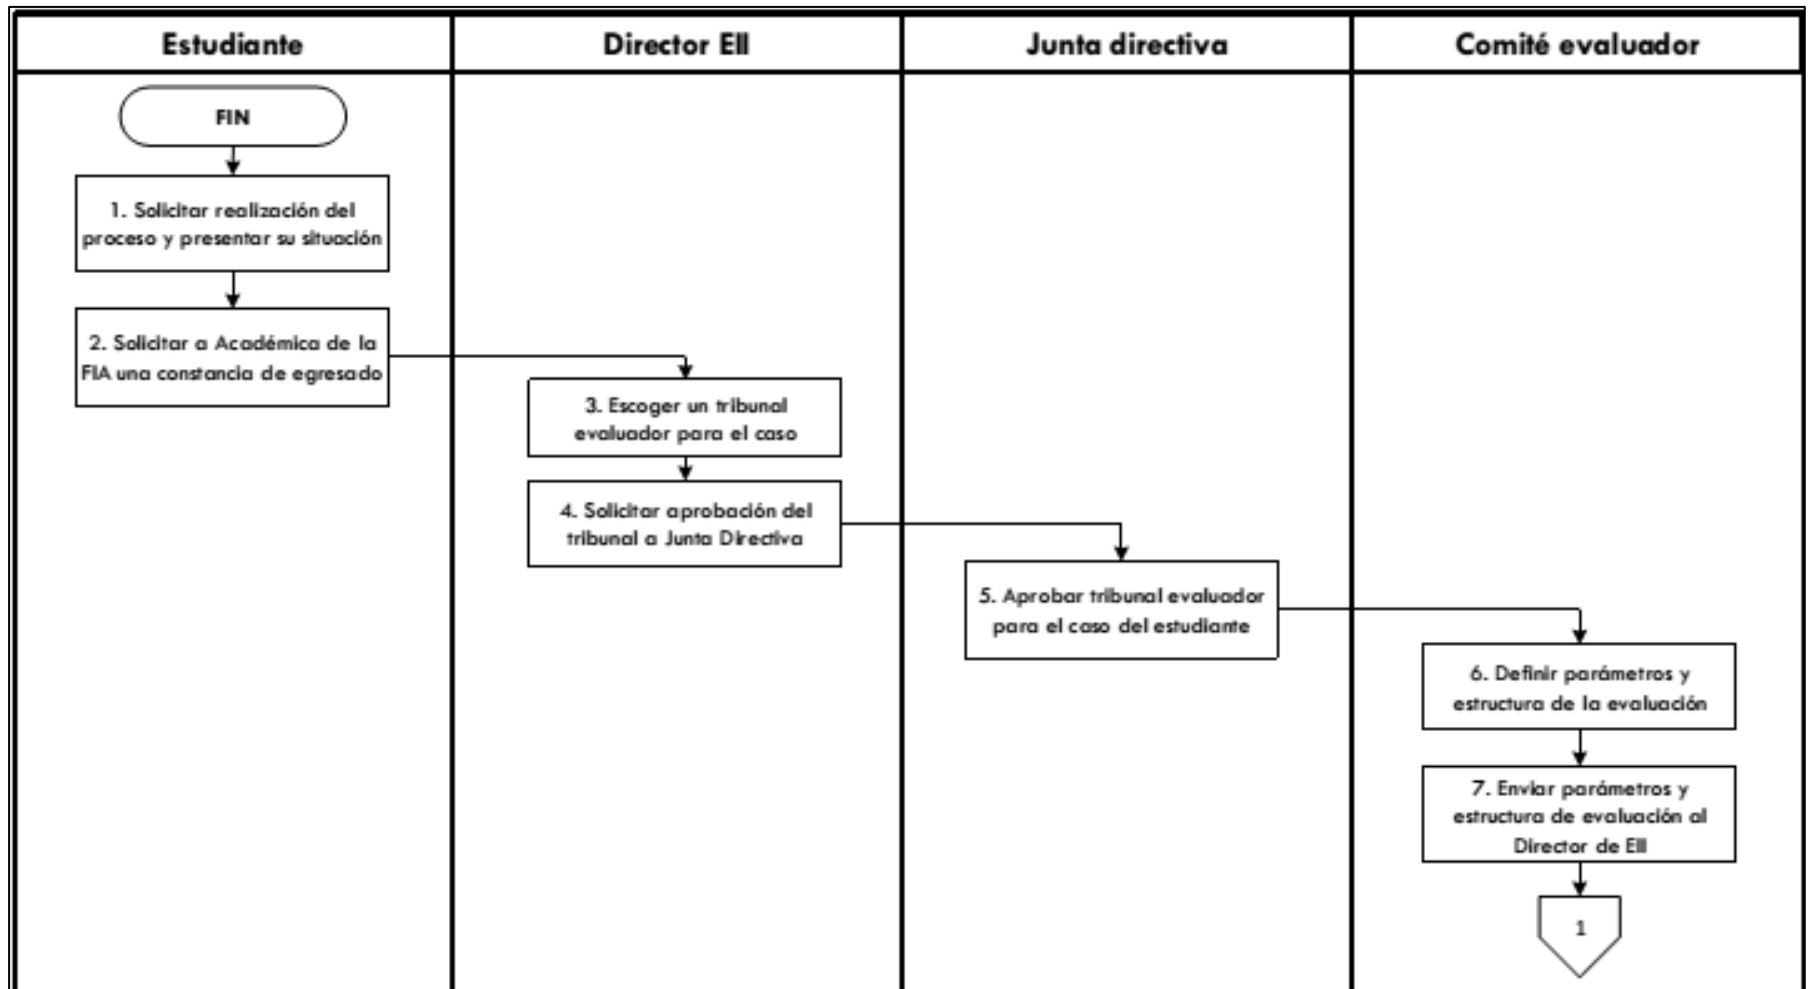 Estudiante
Director EII
Junta directiva
Comité evaluador
FIN
1. Solicitar realización del
proceso y presentar su situación
2. Solicitar a Académica de la
FIA una constancia de egresado
3. Escoger un tribunal
evaluador para el caso
4. Solicitar aprobación del
tribunal a Junta Directiva
5. Aprobar tribunal evaluador
para el caso del estudiante
6. Definir parámetros y
estructura de la evaluación
7. Enviar parámetros y
estructura de evaluación al
Director de EII
1